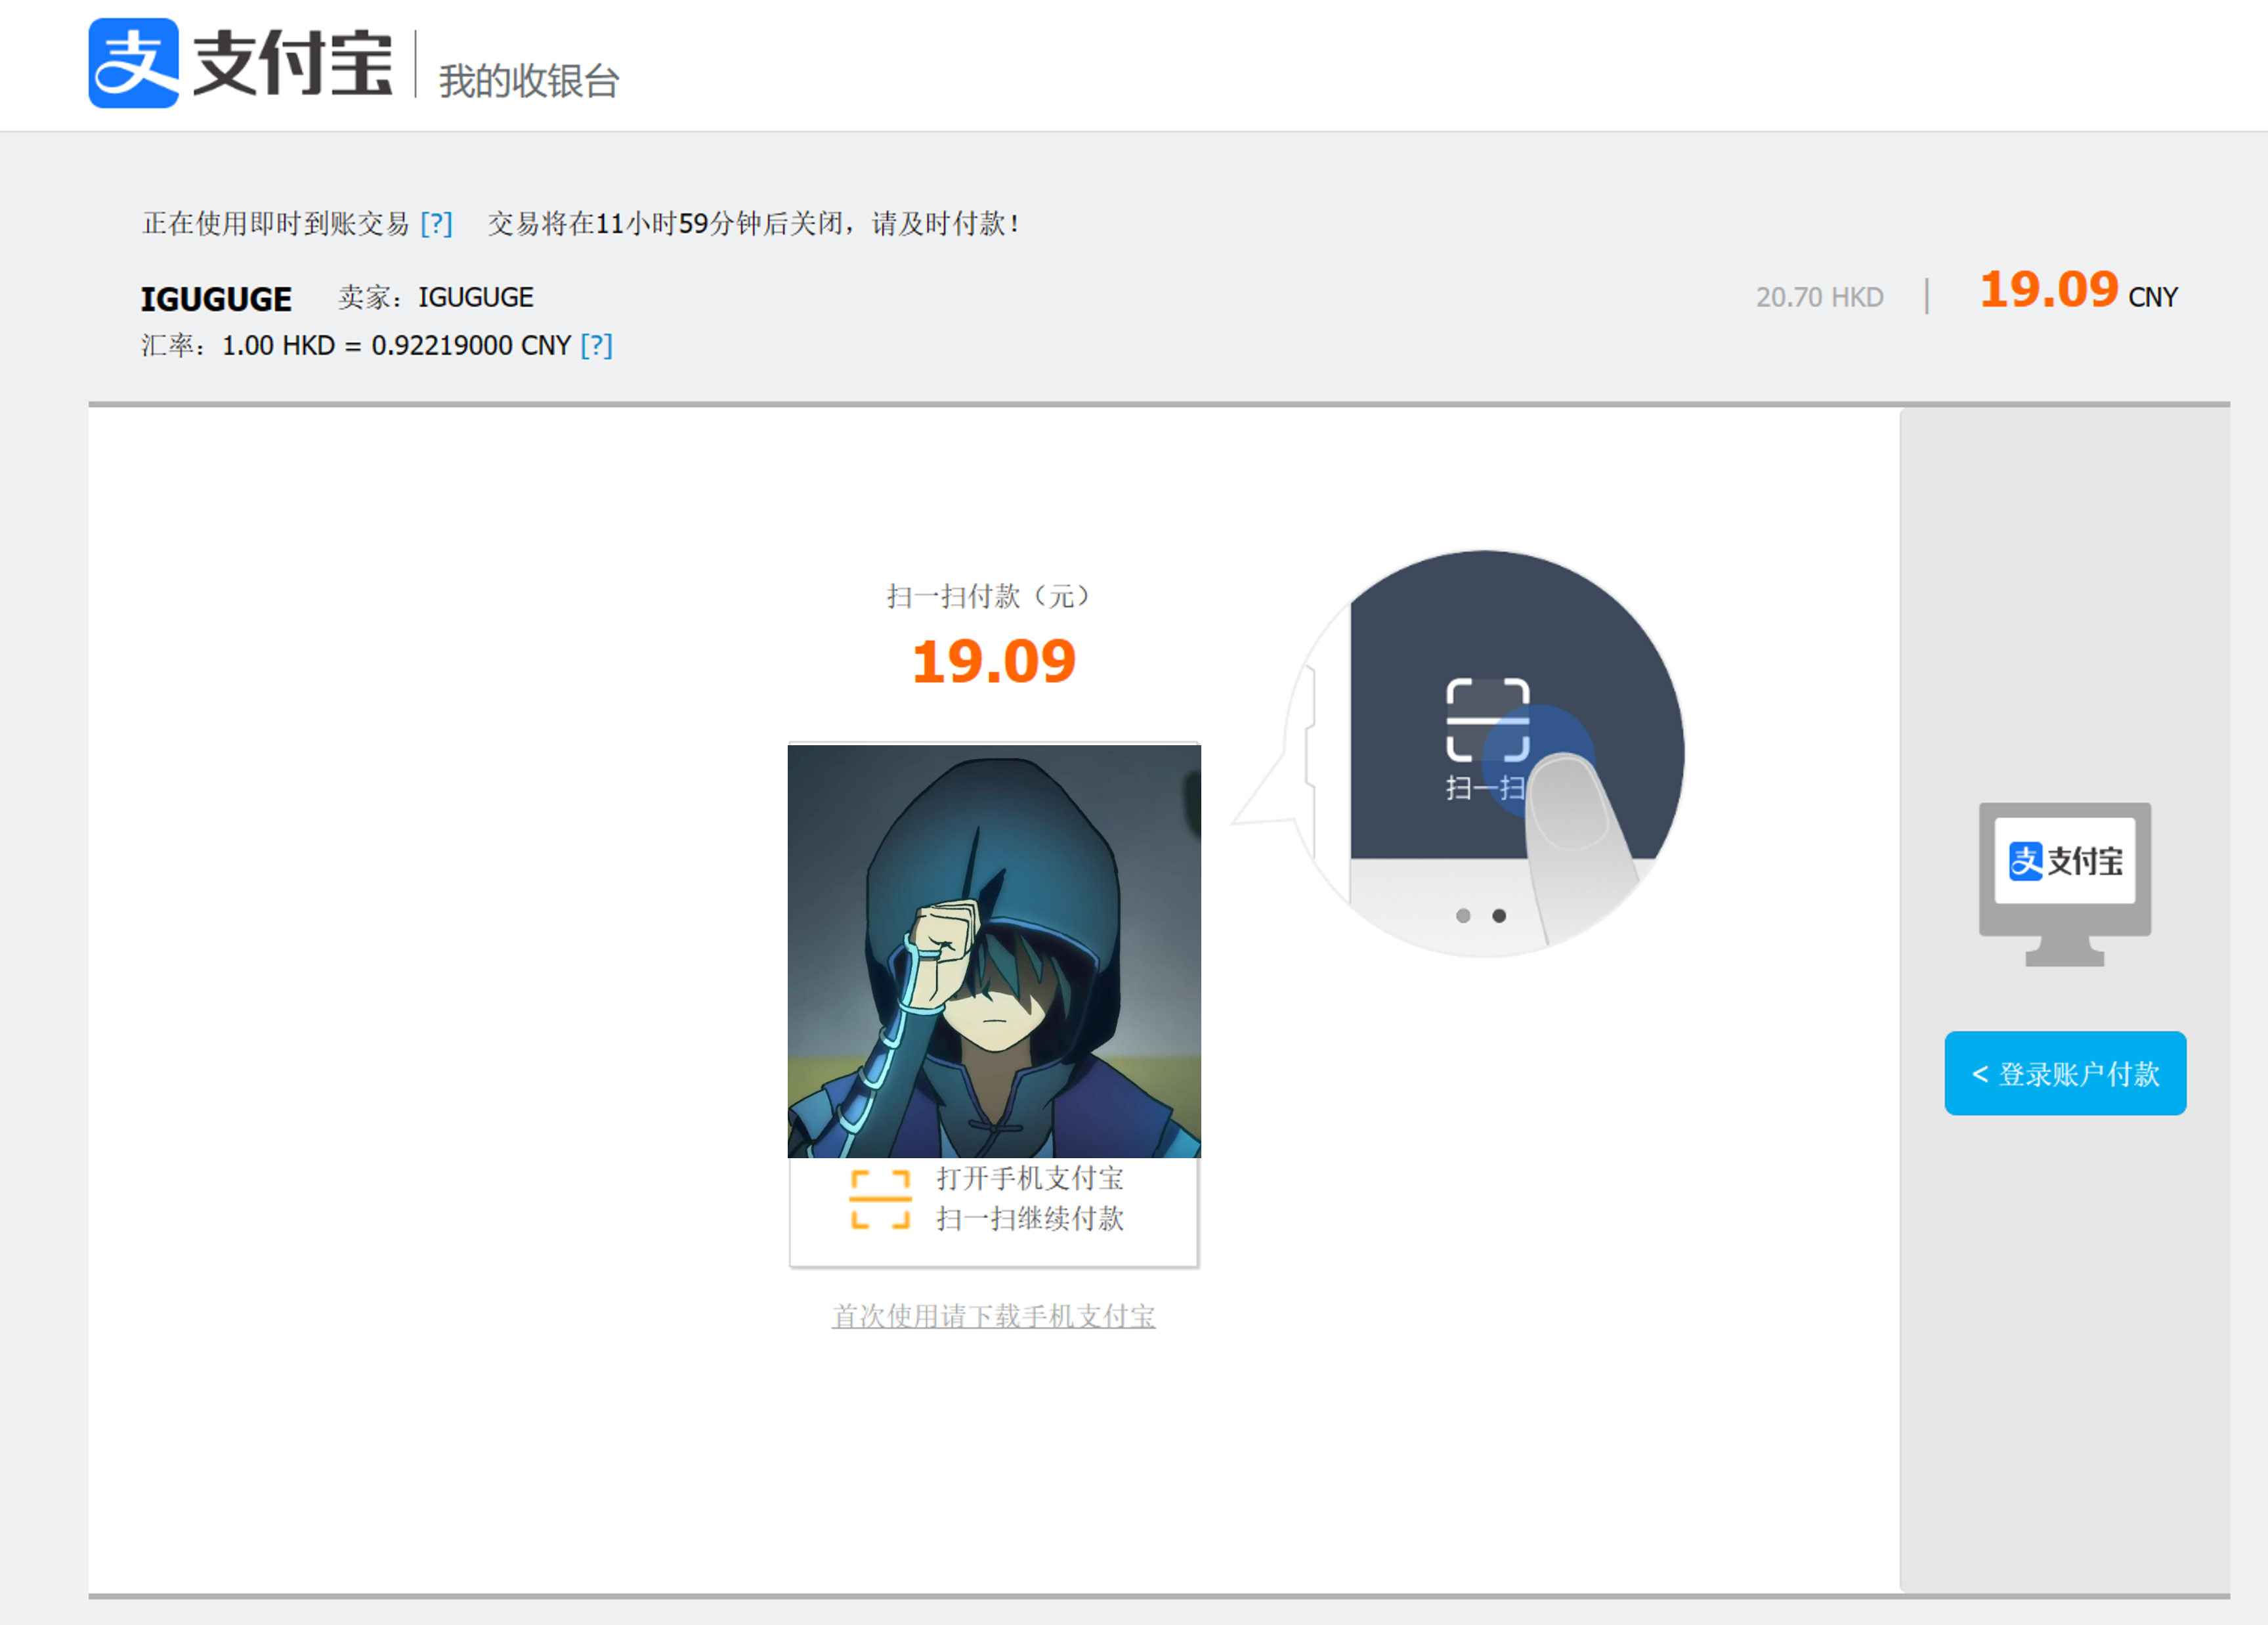 支 支付宝 我的收银台
正在使用即时到账交易 [?] 交易将在11小时59分钟后关闭，请及时付款！
IGUGUGE 卖家：IGUGUGE 20.70 HKD | 19.09 CNY
汇率：1.00 HKD = 0.92219000 CNY [?]
扫一扫付款（元）
19.09
扫一扫
支 支付宝
< 登录账户付款
打开手机支付宝
扫一扫继续付款
首次使用请下载手机支付宝